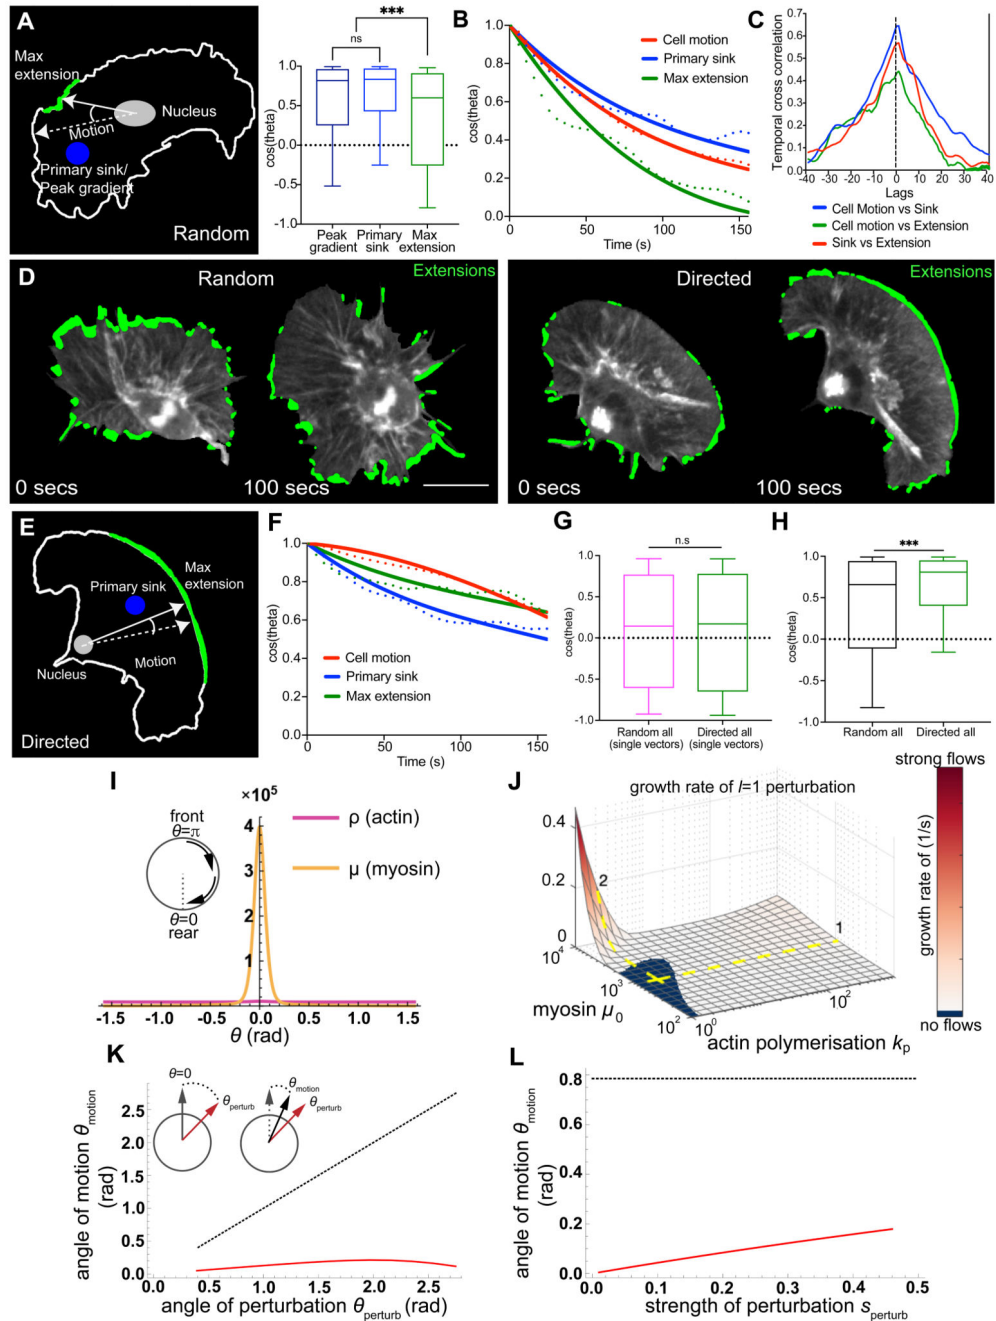 A
Max
extension
Nucleus
Motion
Primary sink/
Peak gradient
Random
***
ns
cos(theta)
1.0
0.5
0.0
-0.5
-1.0
Peak gradient
Primary sink
Max extension
B
cos(theta)
1.0
0.8
0.6
0.4
0.2
0.0
0 50 100 150
Time (s)
Cell motion
Primary sink
Max extension
C
Temporal cross correlation
0.7
0.6
0.5
0.4
0.3
0.2
0.1
0.0
-40 -30 -20 -10 0 10 20 30 40
Lags
Cell Motion vs Sink
Cell motion vs Extension
Sink vs Extension
D
Random
Extensions
0 secs
100 secs
Directed
Extensions
0 secs
100 secs
E
Primary sink
Max
extension
Motion
Nucleus
Directed
F
cos(theta)
1.0
0.8
0.6
0.4
0.2
0.0
0 50 100 150
Time (s)
Cell motion
Primary sink
Max extension
G
n.s
cos(theta)
1.0
0.5
0.0
-0.5
-1.0
Random all (single vectors)
Directed all (single vectors)
H
***
cos(theta)
1.0
0.5
0.0
-0.5
-1.0
Random all
Directed all
I
front
θ=π
θ=0
rear
×10⁵
4
3
2
1
ρ (actin)
μ (myosin)
-1.5 -1.0 -0.5 0 0.5 1.0 1.5
θ (rad)
J
growth rate of l=1 perturbation
0.4
0.2
0
10⁴
10³
10²
10⁰
10²
2
1
myosin μ₀
actin polymerisation kₚ
strong flows
growth rate of (1/s)
no flows
K
θ=0
θperturb
θmotion
θperturb
angle of motion θmotion
(rad)
2.5
2.0
1.5
1.0
0.5
0.0
0.0 0.5 1.0 1.5 2.0 2.5
angle of perturbation θperturb (rad)
L
angle of motion θmotion
(rad)
0.8
0.6
0.4
0.2
0.0
0.0 0.1 0.2 0.3 0.4 0.5
strength of perturbation sperturb